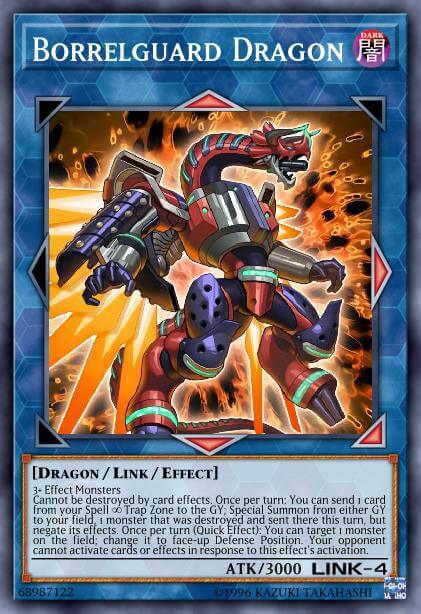 BORRELGUARD DRAGON
DARK
闇
[DRAGON / LINK / EFFECT]
3+ Effect Monsters
Cannot be destroyed by card effects. Once per turn: You can send 1 card
from your Spell ∞ Trap Zone to the GY; Special Summon from either GY
to your field, 1 monster that was destroyed and sent there this turn, but
negate its effects. Once per turn (Quick Effect): You can target 1 monster
on the field; change it to face-up Defense Position. Your opponent
cannot activate cards or effects in response to this effect's activation.
ATK/3000 LINK-4
68987122 ©1996 KAZUKI TAKAHASHI